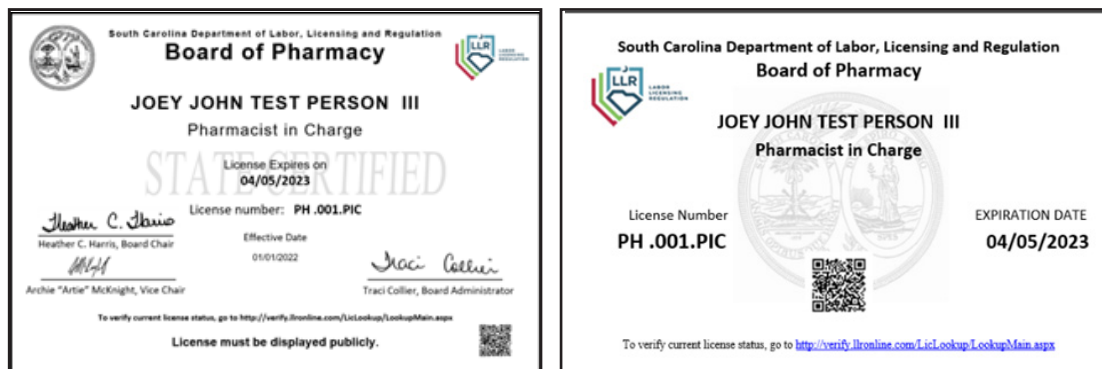 South Carolina Department of Labor, Licensing and Regulation
Board of Pharmacy
LLR
LABOR
LICENSING
REGULATION
JOEY JOHN TEST PERSON III
Pharmacist in Charge
STATE CERTIFIED
License Expires on
04/05/2023
License number: PH .001.PIC
Heather C. Harris, Board Chair
Effective Date
01/01/2022
Archie "Artie" McKnight, Vice Chair
Traci Collier
Traci Collier, Board Administrator
To verify current license status, go to http://verify.llronline.com/LicLookup/LookupMain.aspx
License must be displayed publicly.
South Carolina Department of Labor, Licensing and Regulation
Board of Pharmacy
LLR
LABOR
LICENSING
REGULATION
JOEY JOHN TEST PERSON III
Pharmacist in Charge
License Number
PH .001.PIC
EXPIRATION DATE
04/05/2023
To verify current license status, go to http://verify.llronline.com/LicLookup/LookupMain.aspx